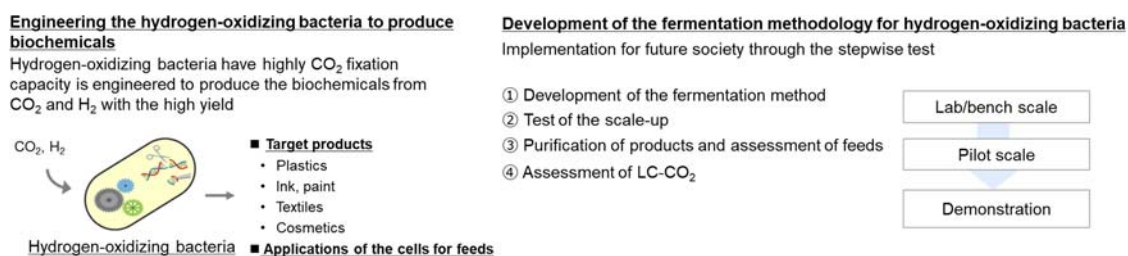 Engineering the hydrogen-oxidizing bacteria to produce
biochemicals
Hydrogen-oxidizing bacteria have highly CO₂ fixation
capacity is engineered to produce the biochemicals from
CO₂ and H₂ with the high yield
CO₂, H₂
Hydrogen-oxidizing bacteria
■ Target products
・ Plastics
・ Ink, paint
・ Textiles
・ Cosmetics
■ Applications of the cells for feeds
Development of the fermentation methodology for hydrogen-oxidizing bacteria
Implementation for future society through the stepwise test
① Development of the fermentation method
② Test of the scale-up
③ Purification of products and assessment of feeds
④ Assessment of LC-CO₂
Lab/bench scale
Pilot scale
Demonstration